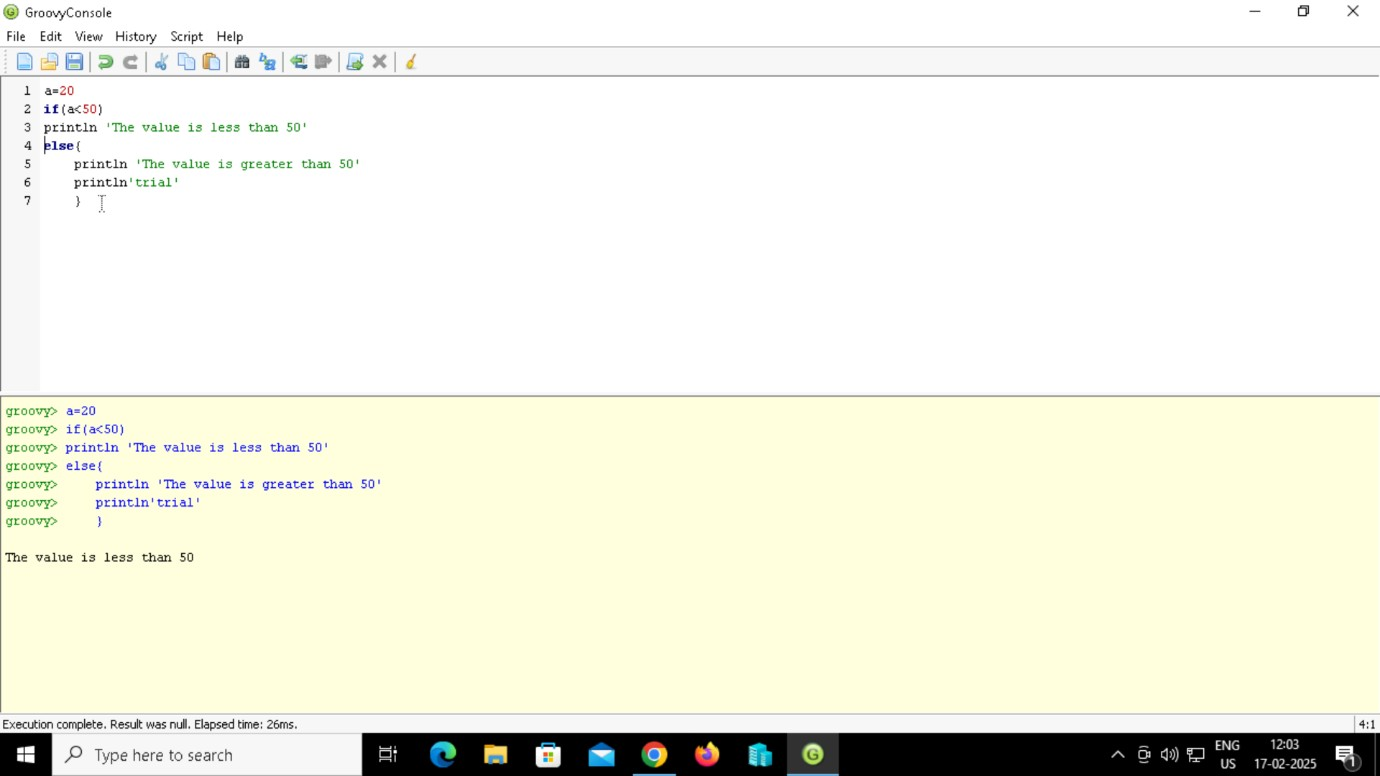 GroovyConsole
File Edit View History Script Help
1 a=20
2 if(a<50)
3 println 'The value is less than 50'
4 else{
5     println 'The value is greater than 50'
6     println'trial'
7     }
groovy> a=20
groovy> if(a<50)
groovy> println 'The value is less than 50'
groovy> else{
groovy>     println 'The value is greater than 50'
groovy>     println'trial'
groovy>     }
The value is less than 50
Execution complete. Result was null. Elapsed time: 26ms. 4:1
Type here to search
ENG
US
12:03
17-02-2025
1